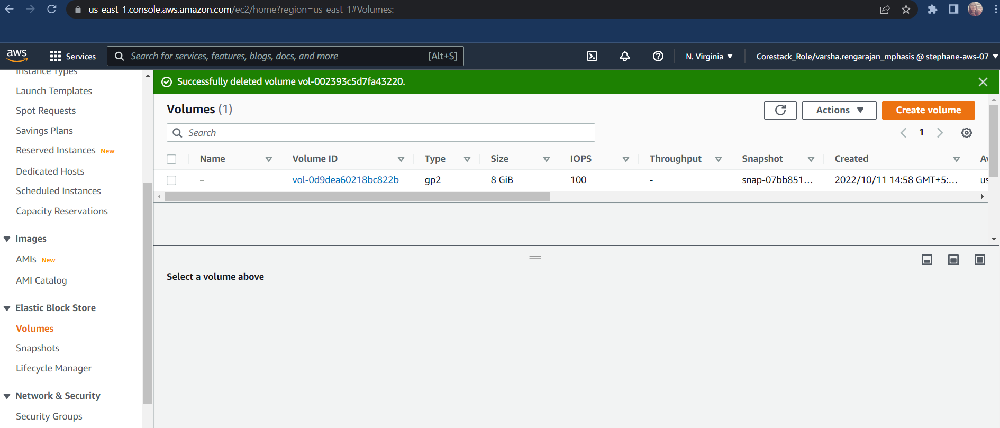 us-east-1.console.aws.amazon.com/ec2/home?region=us-east-1#Volumes:
aws Services Search for services, features, blogs, docs, and more [Alt+S] N. Virginia Corestack_Role/varsha.rengarajan_mphasis @ stephane-aws-07
Instance Types
Launch Templates
Spot Requests
Savings Plans
Reserved Instances New
Dedicated Hosts
Scheduled Instances
Capacity Reservations
Images
AMIs New
AMI Catalog
Elastic Block Store
Volumes
Snapshots
Lifecycle Manager
Network & Security
Security Groups
Successfully deleted volume vol-002393c5d7fa43220.
Volumes (1)
Actions Create volume
Search
1
Name Volume ID Type Size IOPS Throughput Snapshot Created Av
– vol-0d9dea60218bc822b gp2 8 GiB 100 - snap-07bb851... 2022/10/11 14:58 GMT+5:... us
Select a volume above